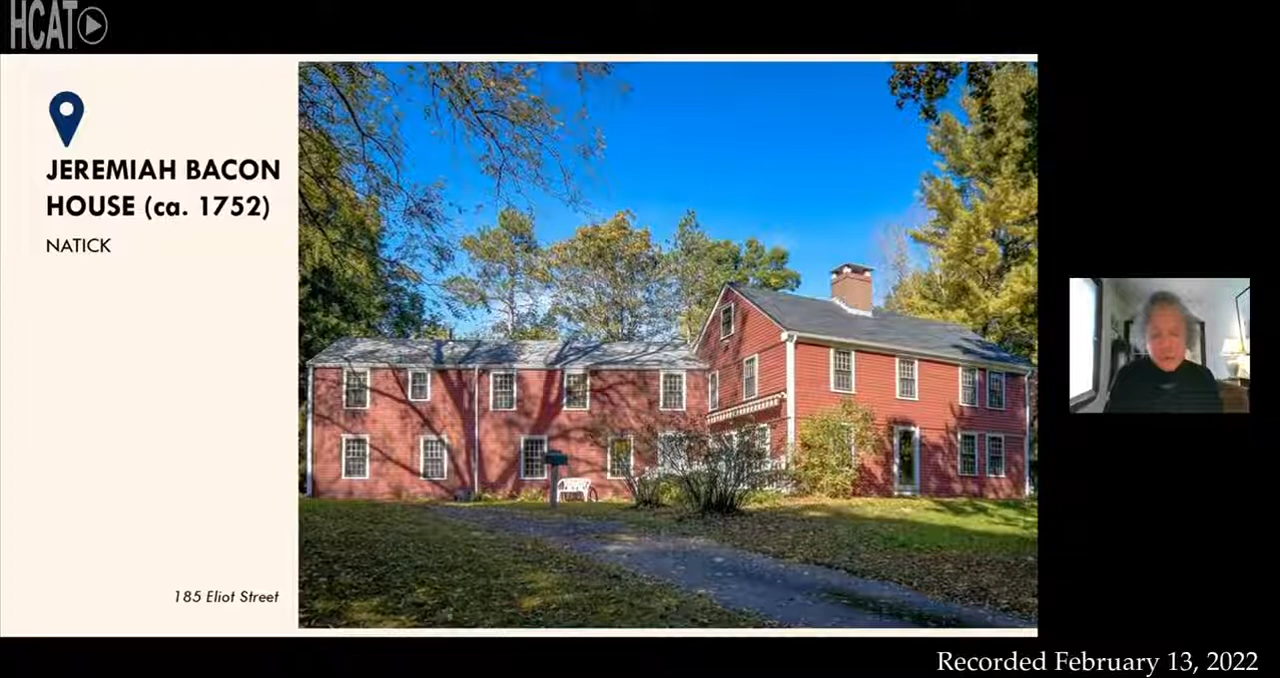 HCAT
JEREMIAH BACON
HOUSE (ca. 1752)
NATICK
185 Eliot Street
Recorded February 13, 2022